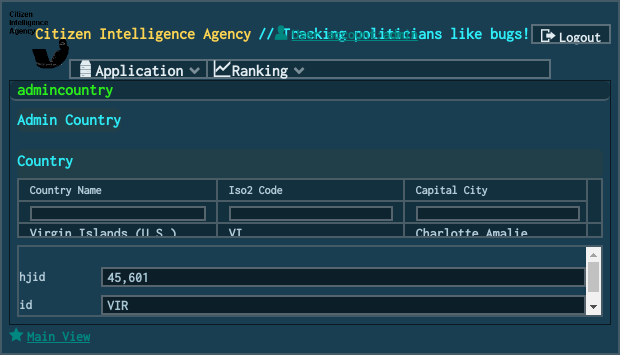 Citizen
Intelligence
Agency
Citizen Intelligence Agency // Tracking politicians like bugs!
Logout
Application Ranking
admincountry
Admin Country
Country
Country Name Iso2 Code Capital City
Virgin Islands (U.S.) VI Charlotte Amalie
hjid 45,601
id VIR
Main View